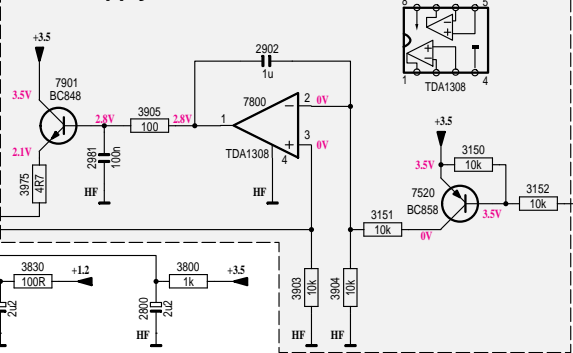 8
5
1
4
TDA1308
+3.5
2902
1u
7901
BC848
3.5V
2.8V
3905
100
2.8V
1
7800
2
0V
3
0V
TDA1308
4
2.1V
2981
100n
3975
4R7
HF
HF
+3.5
3.5V
3150
10k
7520
BC858
3.5V
3152
10k
3151
10k
0V
3830
100R
+1.2
3800
1k
+3.5
2u2
2800
2u2
HF
3903
10k
3904
10k
HF
HF